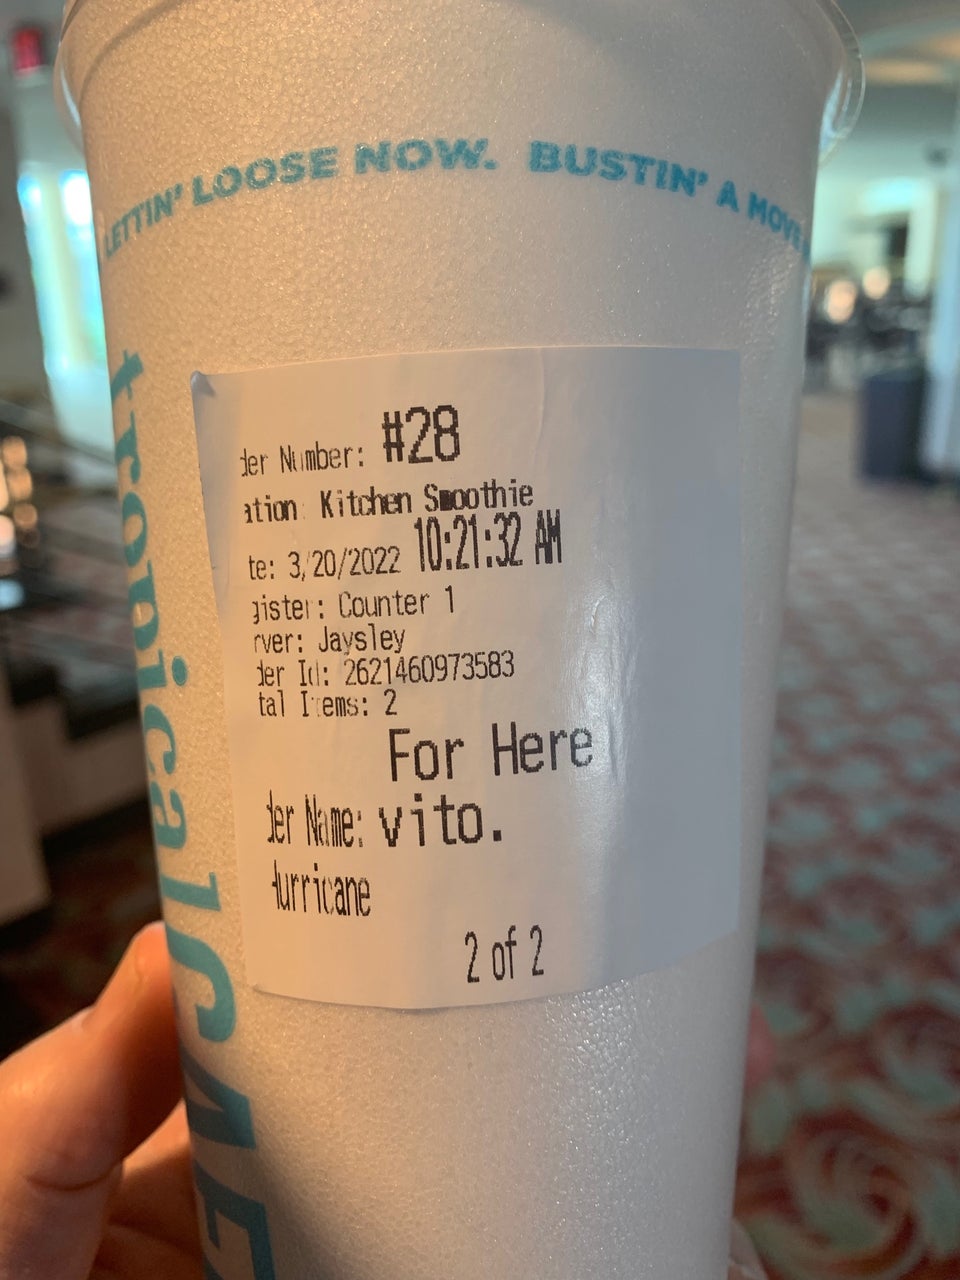 LETTIN' LOOSE NOW. BUSTIN' A MOVE
der Number: #28
ation: Kitchen Smoothie
te: 3/20/2022 10:21:32 AM
gister: Counter 1
rver: Jaysley
der Id: 2621460973583
tal Items: 2
For Here
der Name: vito.
Hurricane
2 of 2
tropical CAFE